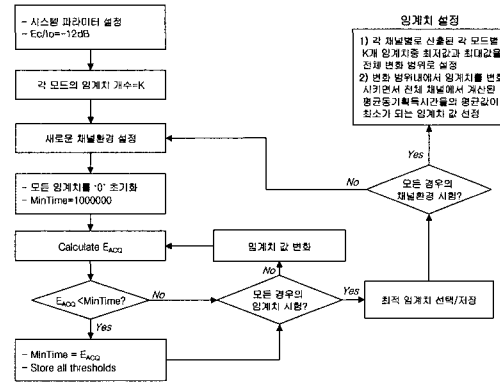 - 시스템 파라미터 설정
- Ec/Io=-12dB
각 모드의 임계치 개수=K
새로운 채널환경 설정
- 모든 임계치를 '0' 초기화
- MinTime=1000000
Calculate EACQ
EACQ<MinTime?
No
Yes
- MinTime = EACQ
- Store all thresholds
임계치 값 변화
No
모든 경우의
임계치 시험?
Yes
최적 임계치 선택/저장
No
모든 경우의
채널환경 시험?
Yes
임계치 설정
1) 각 채널별로 산출된 각 모드별
K개 임계치중 최저값과 최대값을
전체 변화 범위로 설정
2) 변화 범위내에서 임계치를 변화
시키면서 전체 채널에서 계산된
평균동기획득시간들의 평균값이
최소가 되는 임계치 값 선정